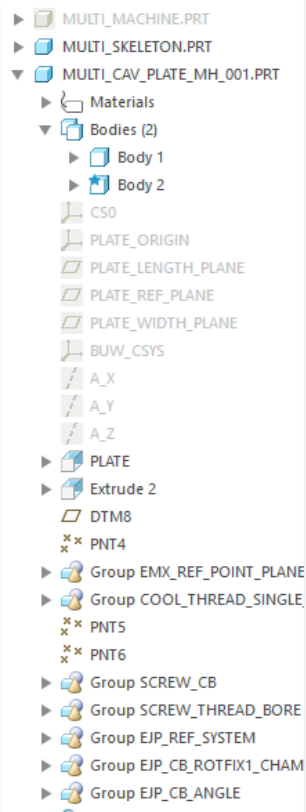 MULTI_MACHINE.PRT
MULTI_SKELETON.PRT
MULTI_CAV_PLATE_MH_001.PRT
Materials
Bodies (2)
Body 1
Body 2
CS0
PLATE_ORIGIN
PLATE_LENGTH_PLANE
PLATE_REF_PLANE
PLATE_WIDTH_PLANE
BUW_CSYS
A_X
A_Y
A_Z
PLATE
Extrude 2
DTM8
PNT4
Group EMX_REF_POINT_PLANE
Group COOL_THREAD_SINGLE_
PNT5
PNT6
Group SCREW_CB
Group SCREW_THREAD_BORE
Group EJP_REF_SYSTEM
Group EJP_CB_ROTFIX1_CHAM
Group EJP_CB_ANGLE